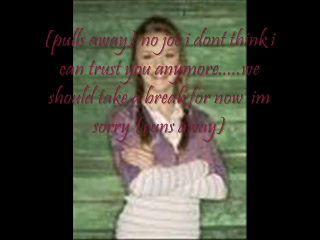 (pulls away) no joe i dont think i
can trust you anymore.....we
should take a break for now im
sorry (runs away)